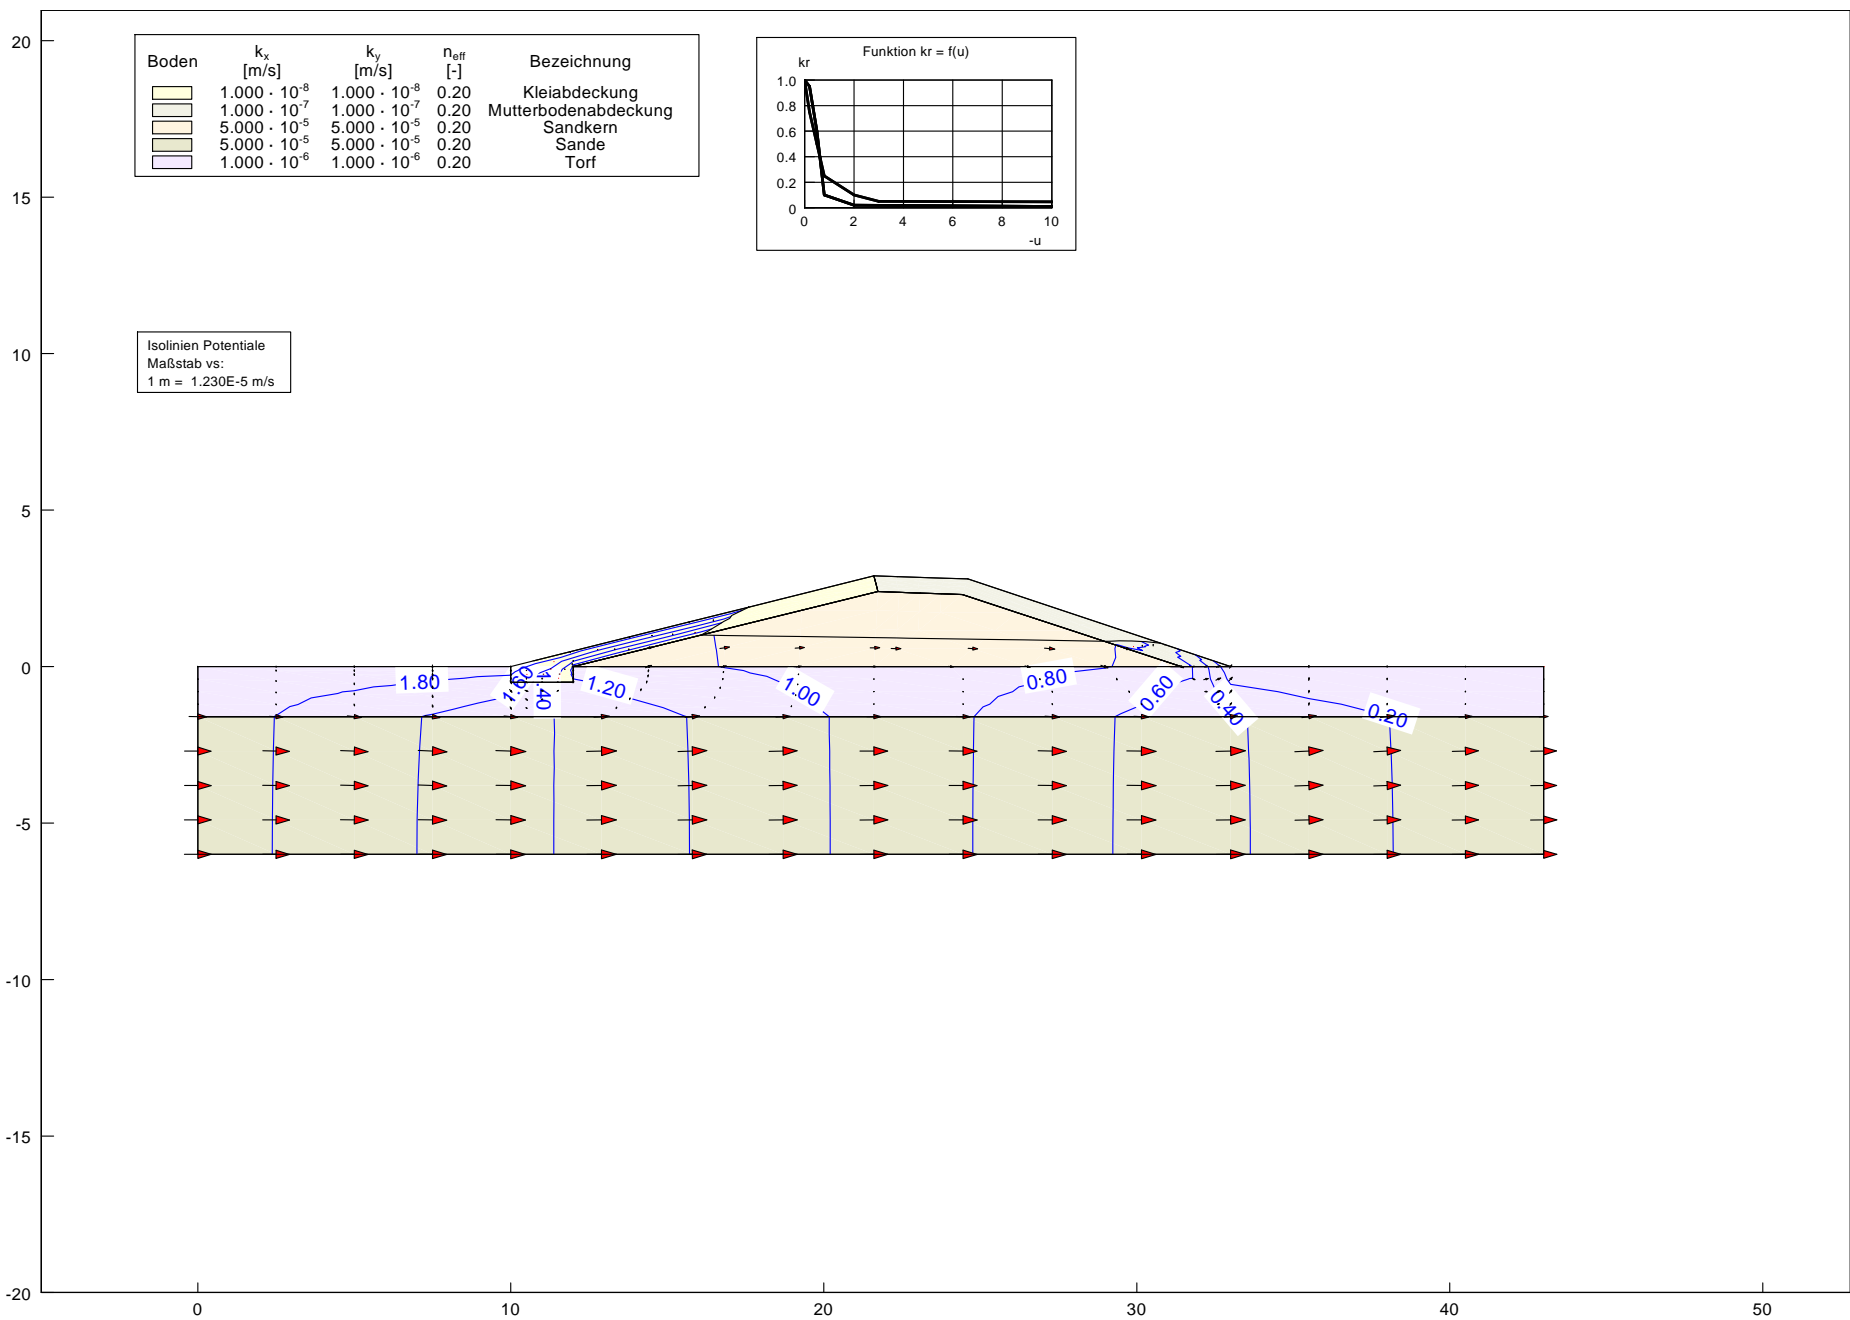 20
15
10
5
0
-5
-10
-15
-20
0 10 20 30 40 50
Boden kx [m/s] ky [m/s] neff [-] Bezeichnung
1.000 · 10-8 1.000 · 10-8 0.20 Kleiabdeckung
1.000 · 10-7 1.000 · 10-7 0.20 Mutterbodenabdeckung
5.000 · 10-5 5.000 · 10-5 0.20 Sandkern
5.000 · 10-5 5.000 · 10-5 0.20 Sande
1.000 · 10-6 1.000 · 10-6 0.20 Torf
Funktion kr = f(u)
kr
1.0
0.8
0.6
0.4
0.2
0
0 2 4 6 8 10
-u
Isolinien Potentiale
Maßstab vs:
1 m = 1.230E-5 m/s
1.80 1.60 1.40 1.20 1.00 0.80 0.60 0.40 0.20